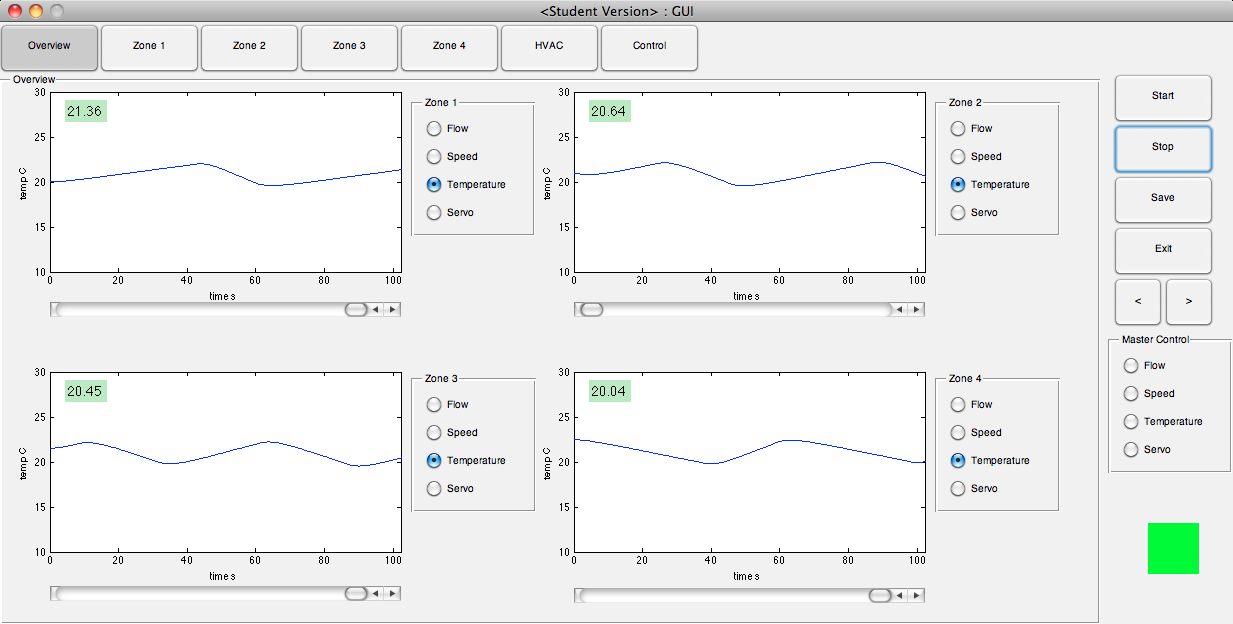 <Student Version> : GUI
Overview
Zone 1
Zone 2
Zone 3
Zone 4
HVAC
Control
Overview
30
25
20
15
10
temp C
21.36
0 20 40 60 80 100
time s
Zone 1
Flow
Speed
Temperature
Servo
30
25
20
15
10
temp C
20.64
0 20 40 60 80 100
time s
Zone 2
Flow
Speed
Temperature
Servo
30
25
20
15
10
temp C
20.45
0 20 40 60 80 100
time s
Zone 3
Flow
Speed
Temperature
Servo
30
25
20
15
10
temp C
20.04
0 20 40 60 80 100
time s
Zone 4
Flow
Speed
Temperature
Servo
Start
Stop
Save
Exit
< >
Master Control
Flow
Speed
Temperature
Servo